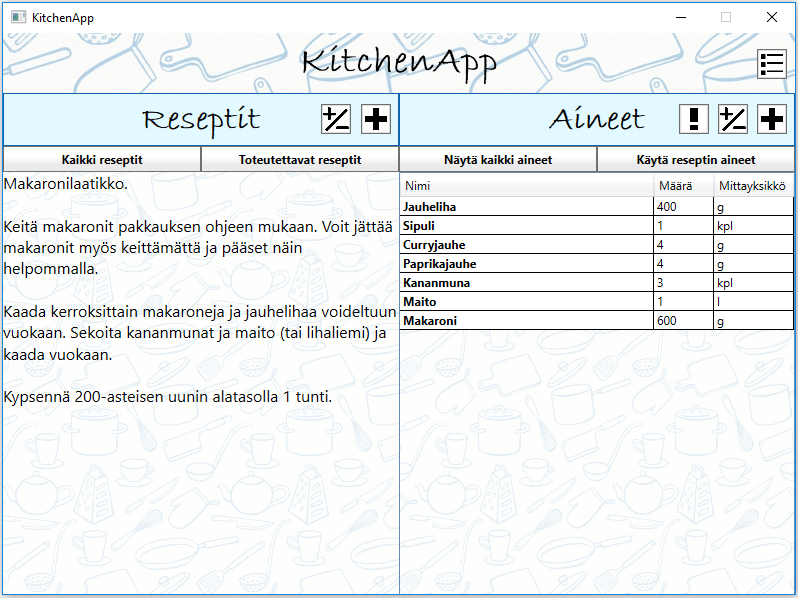 KitchenApp
KitchenApp
Reseptit
Aineet
Kaikki reseptit
Toteutettavat reseptit
Näytä kaikki aineet
Käytä reseptin aineet
Makaronilaatikko.
Keitä makaronit pakkauksen ohjeen mukaan. Voit jättää
makaronit myös keittämättä ja pääset näin
helpommalla.
Kaada kerroksittain makaroneja ja jauhelihaa voideltuun
vuokaan. Sekoita kananmunat ja maito (tai lihaliemi) ja
kaada vuokaan.
Kypsennä 200-asteisen uunin alatasolla 1 tunti.
Nimi Määrä Mittayksikkö
Jauheliha 400 g
Sipuli 1 kpl
Curryjauhe 4 g
Paprikajauhe 4 g
Kananmuna 3 kpl
Maito 1 l
Makaroni 600 g